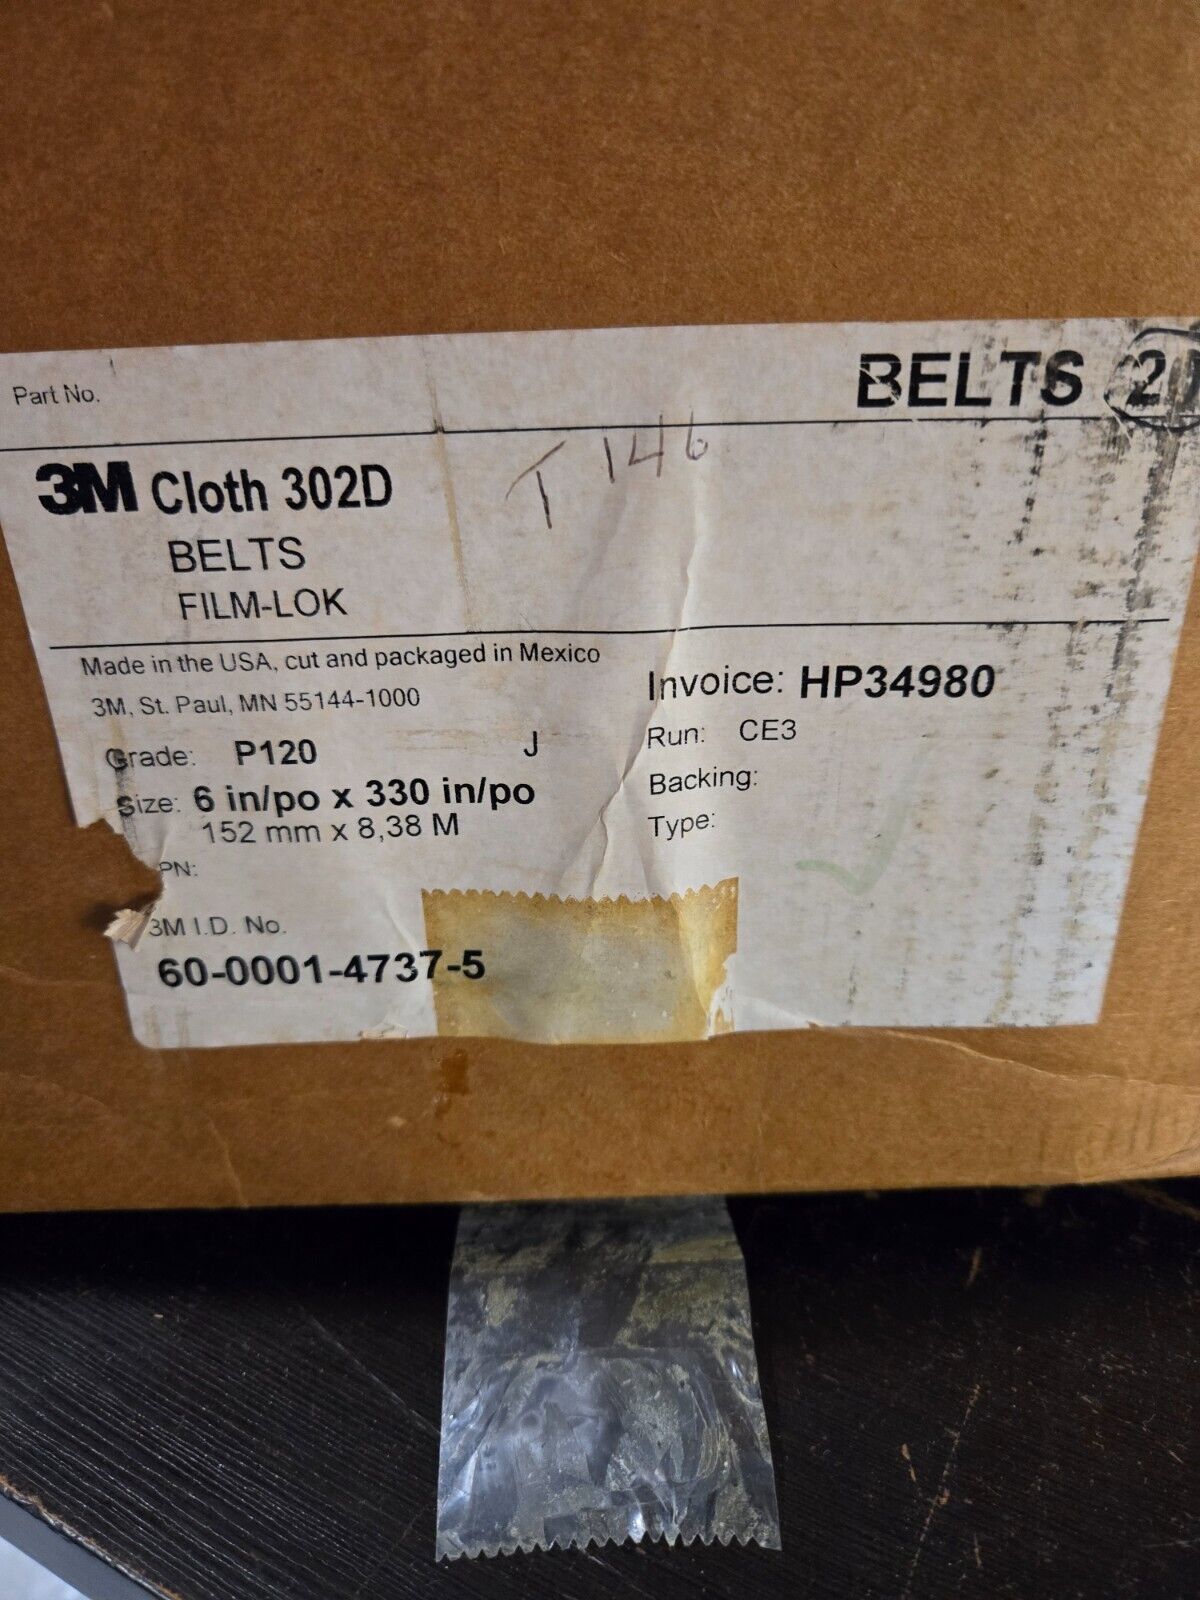 Part No.
BELTS
3M Cloth 302D
T 146
BELTS
FILM-LOK
Made in the USA, cut and packaged in Mexico
3M, St. Paul, MN 55144-1000
Grade: P120 J
Size: 6 in/po x 330 in/po
152 mm x 8,38 M
PN:
3M I.D. No.
60-0001-4737-5
Invoice: HP34980
Run: CE3
Backing:
Type: